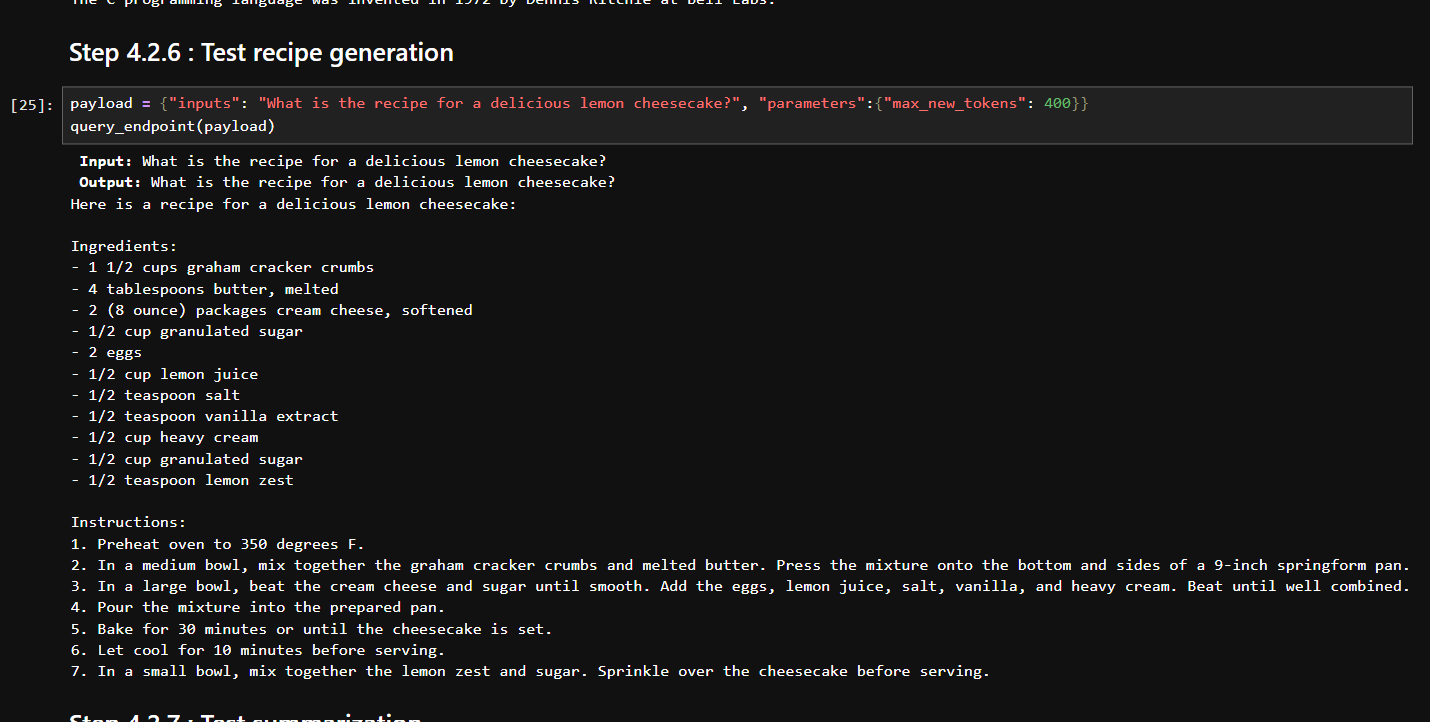 The C programming language was invented in 1972 by Dennis Ritchie at Bell Labs.
Step 4.2.6 : Test recipe generation
[25]: payload = {"inputs": "What is the recipe for a delicious lemon cheesecake?", "parameters":{"max_new_tokens": 400}}
query_endpoint(payload)
Input: What is the recipe for a delicious lemon cheesecake?
Output: What is the recipe for a delicious lemon cheesecake?
Here is a recipe for a delicious lemon cheesecake:
Ingredients:
- 1 1/2 cups graham cracker crumbs
- 4 tablespoons butter, melted
- 2 (8 ounce) packages cream cheese, softened
- 1/2 cup granulated sugar
- 2 eggs
- 1/2 cup lemon juice
- 1/2 teaspoon salt
- 1/2 teaspoon vanilla extract
- 1/2 cup heavy cream
- 1/2 cup granulated sugar
- 1/2 teaspoon lemon zest
Instructions:
1. Preheat oven to 350 degrees F.
2. In a medium bowl, mix together the graham cracker crumbs and melted butter. Press the mixture onto the bottom and sides of a 9-inch springform pan.
3. In a large bowl, beat the cream cheese and sugar until smooth. Add the eggs, lemon juice, salt, vanilla, and heavy cream. Beat until well combined.
4. Pour the mixture into the prepared pan.
5. Bake for 30 minutes or until the cheesecake is set.
6. Let cool for 10 minutes before serving.
7. In a small bowl, mix together the lemon zest and sugar. Sprinkle over the cheesecake before serving.
Step 4.2.7 : Test summarization